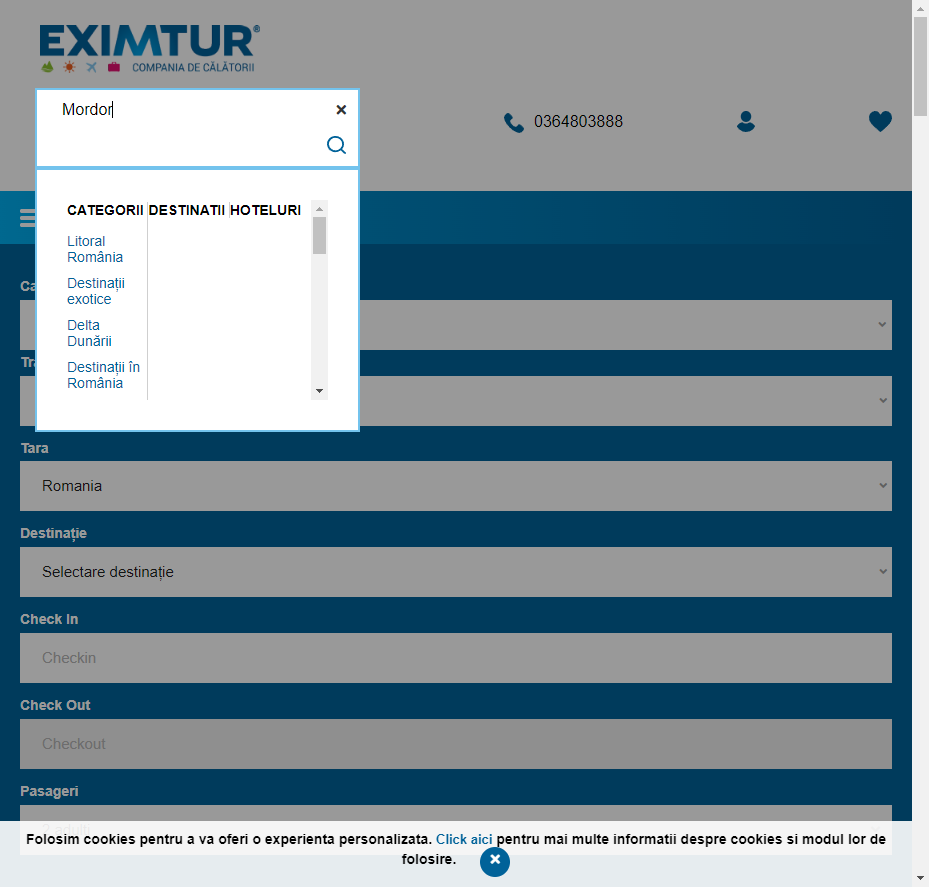 EXIMTUR®
COMPANIA DE CĂLĂTORII
Mordor
0364803888
CATEGORII DESTINATII HOTELURI
Litoral
România
Destinații
exotice
Delta
Dunării
Destinații în
România
Ca
Tra
Tara
Romania
Destinație
Selectare destinație
Check In
Checkin
Check Out
Checkout
Pasageri
Folosim cookies pentru a va oferi o experienta personalizata. Click aici pentru mai multe informatii despre cookies si modul lor de
folosire.